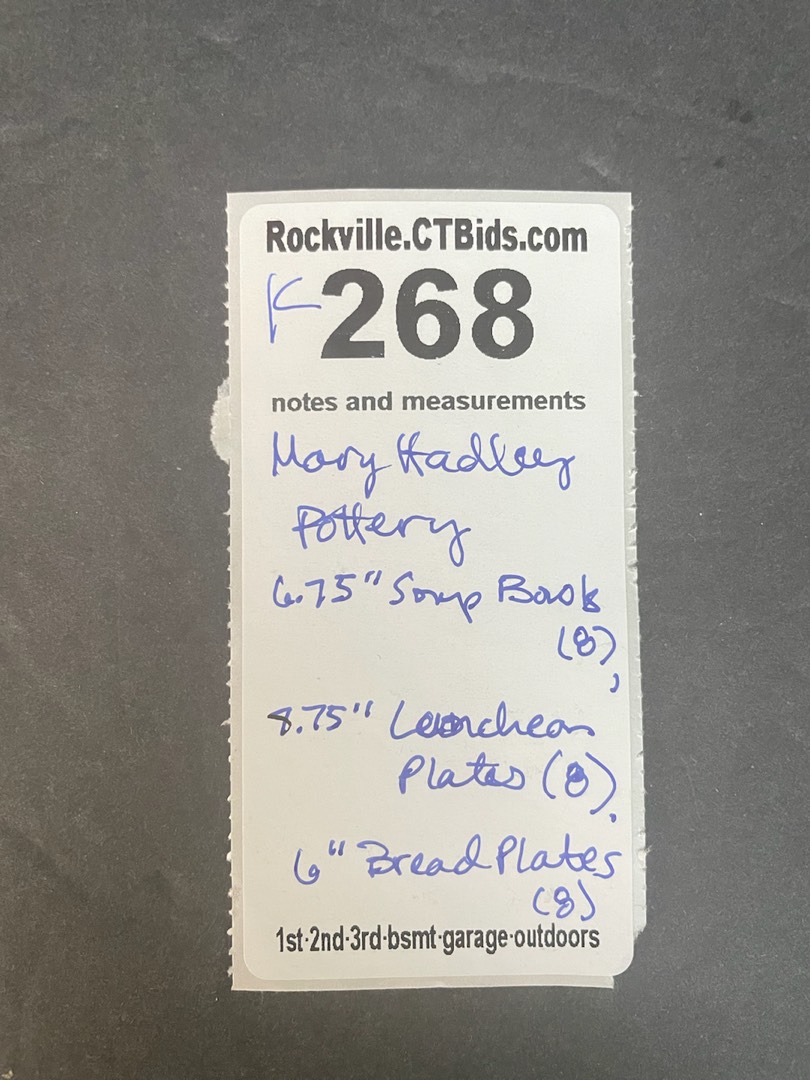 Rockville.CTBids.com
K 268
notes and measurements
Mary Hadley
Pottery
6.75" Soup Bowls
(8),
8.75" Luncheon
Plates (8),
6" Bread Plates
(8)
1st·2nd·3rd·bsmt·garage·outdoors